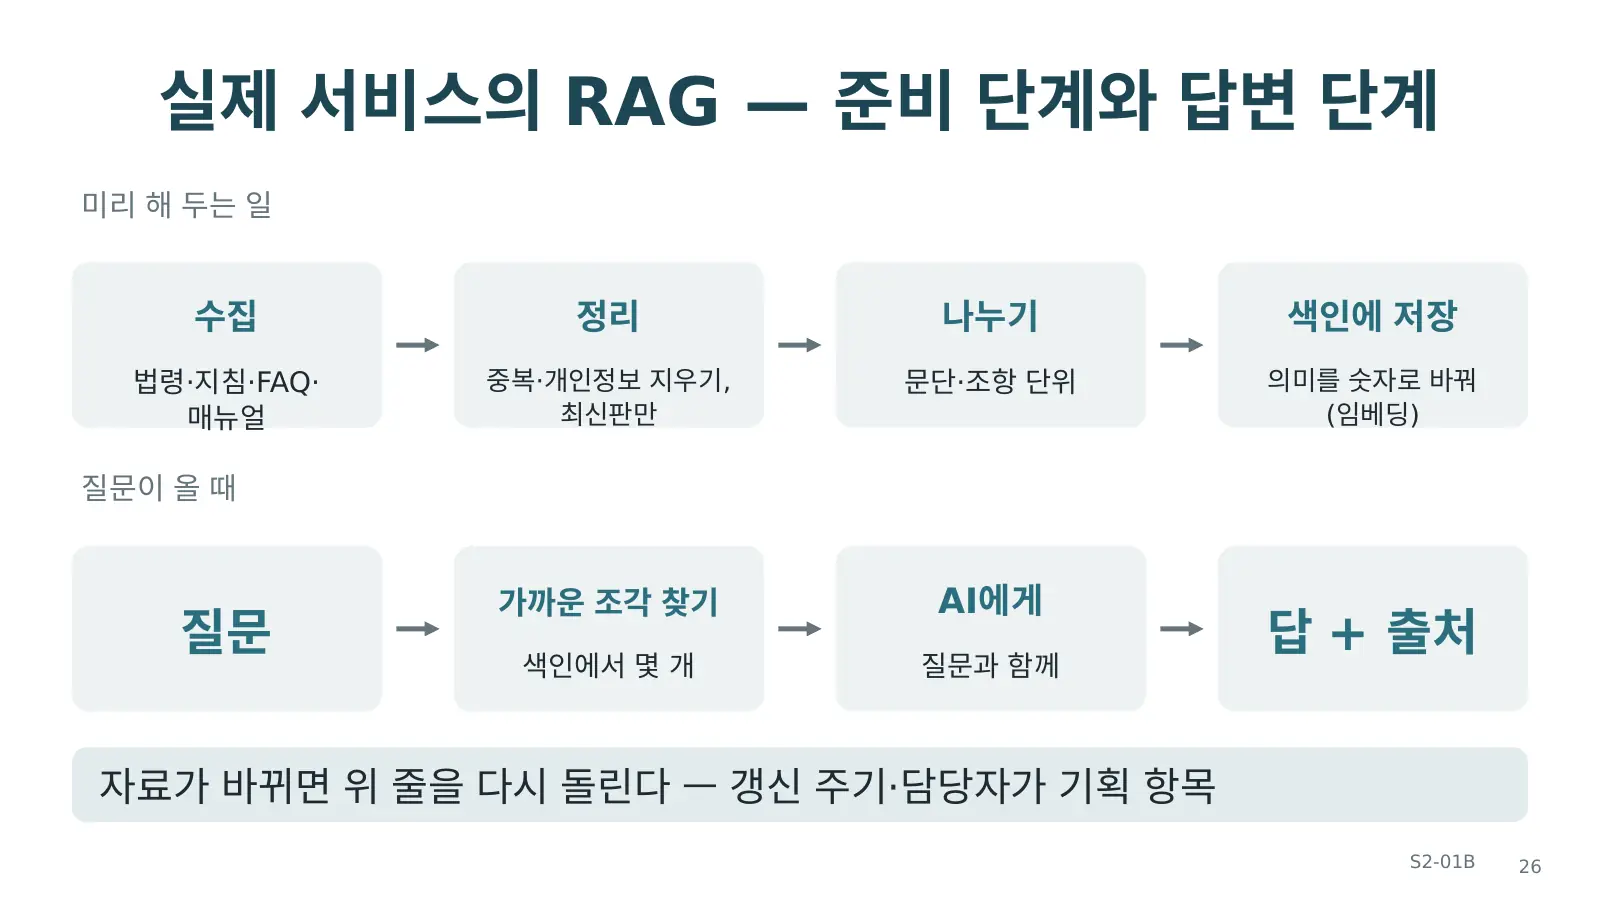 실제 서비스의 RAG — 준비 단계와 답변 단계
미리 해 두는 일
수집
법령·지침·FAQ·
매뉴얼
정리
중복·개인정보 지우기,
최신판만
나누기
문단·조항 단위
색인에 저장
의미를 숫자로 바꿔
(임베딩)
질문이 올 때
질문
가까운 조각 찾기
색인에서 몇 개
AI에게
질문과 함께
답 + 출처
자료가 바뀌면 위 줄을 다시 돌린다 — 갱신 주기·담당자가 기획 항목
S2-01B
26